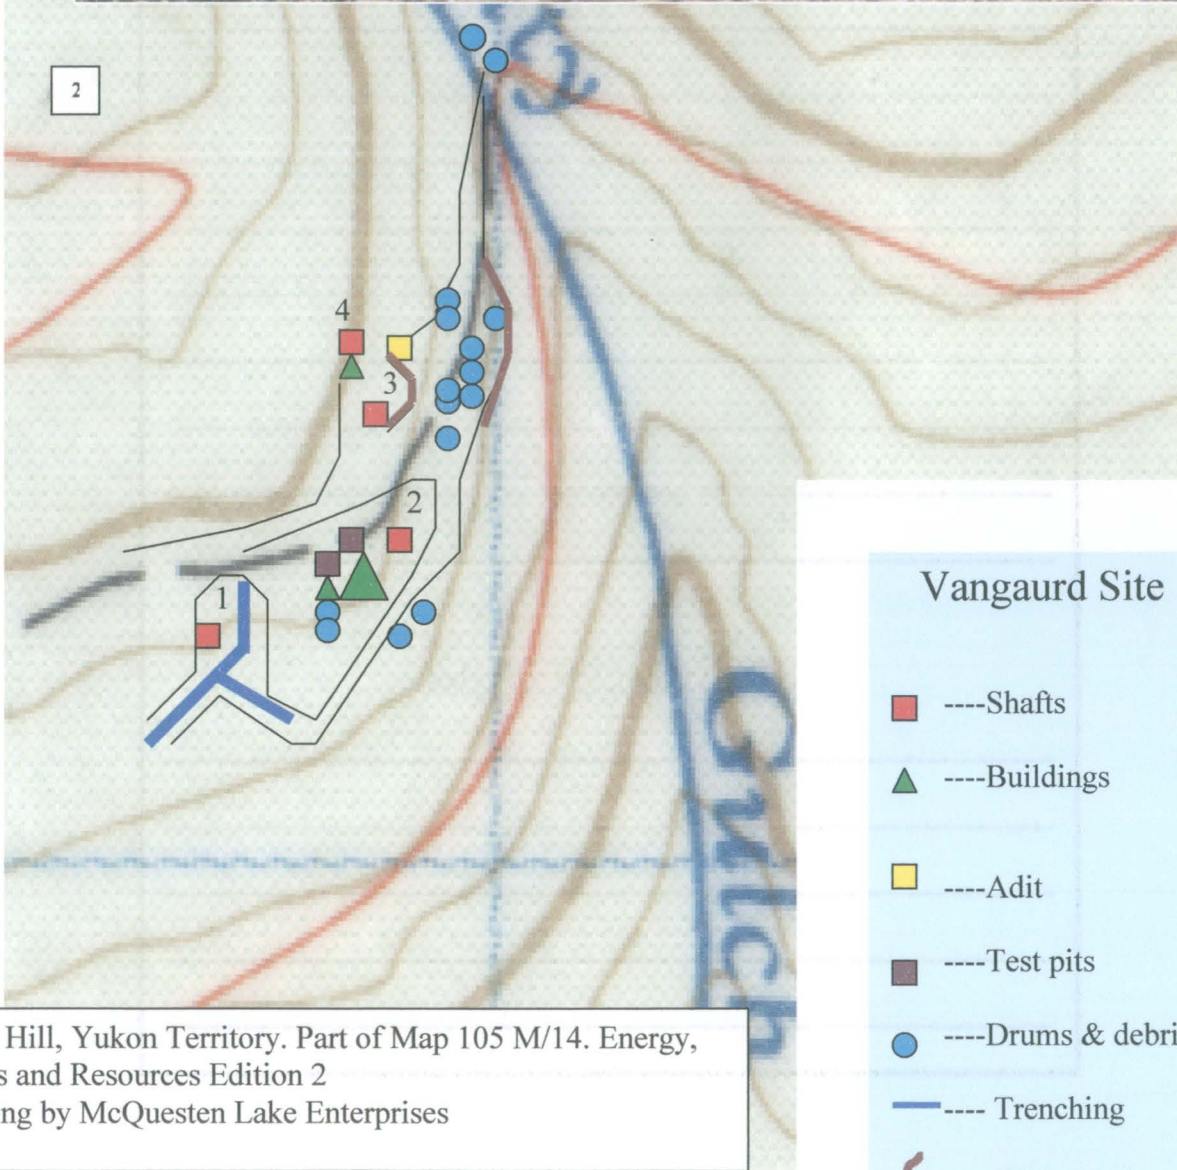 2
4
3
2
1
Gulch
Vangaurd Site
----Shafts
----Buildings
----Adit
----Test pits
----Drums & debri
---- Trenching
Hill, Yukon Territory. Part of Map 105 M/14. Energy,
s and Resources Edition 2
ng by McQuesten Lake Enterprises